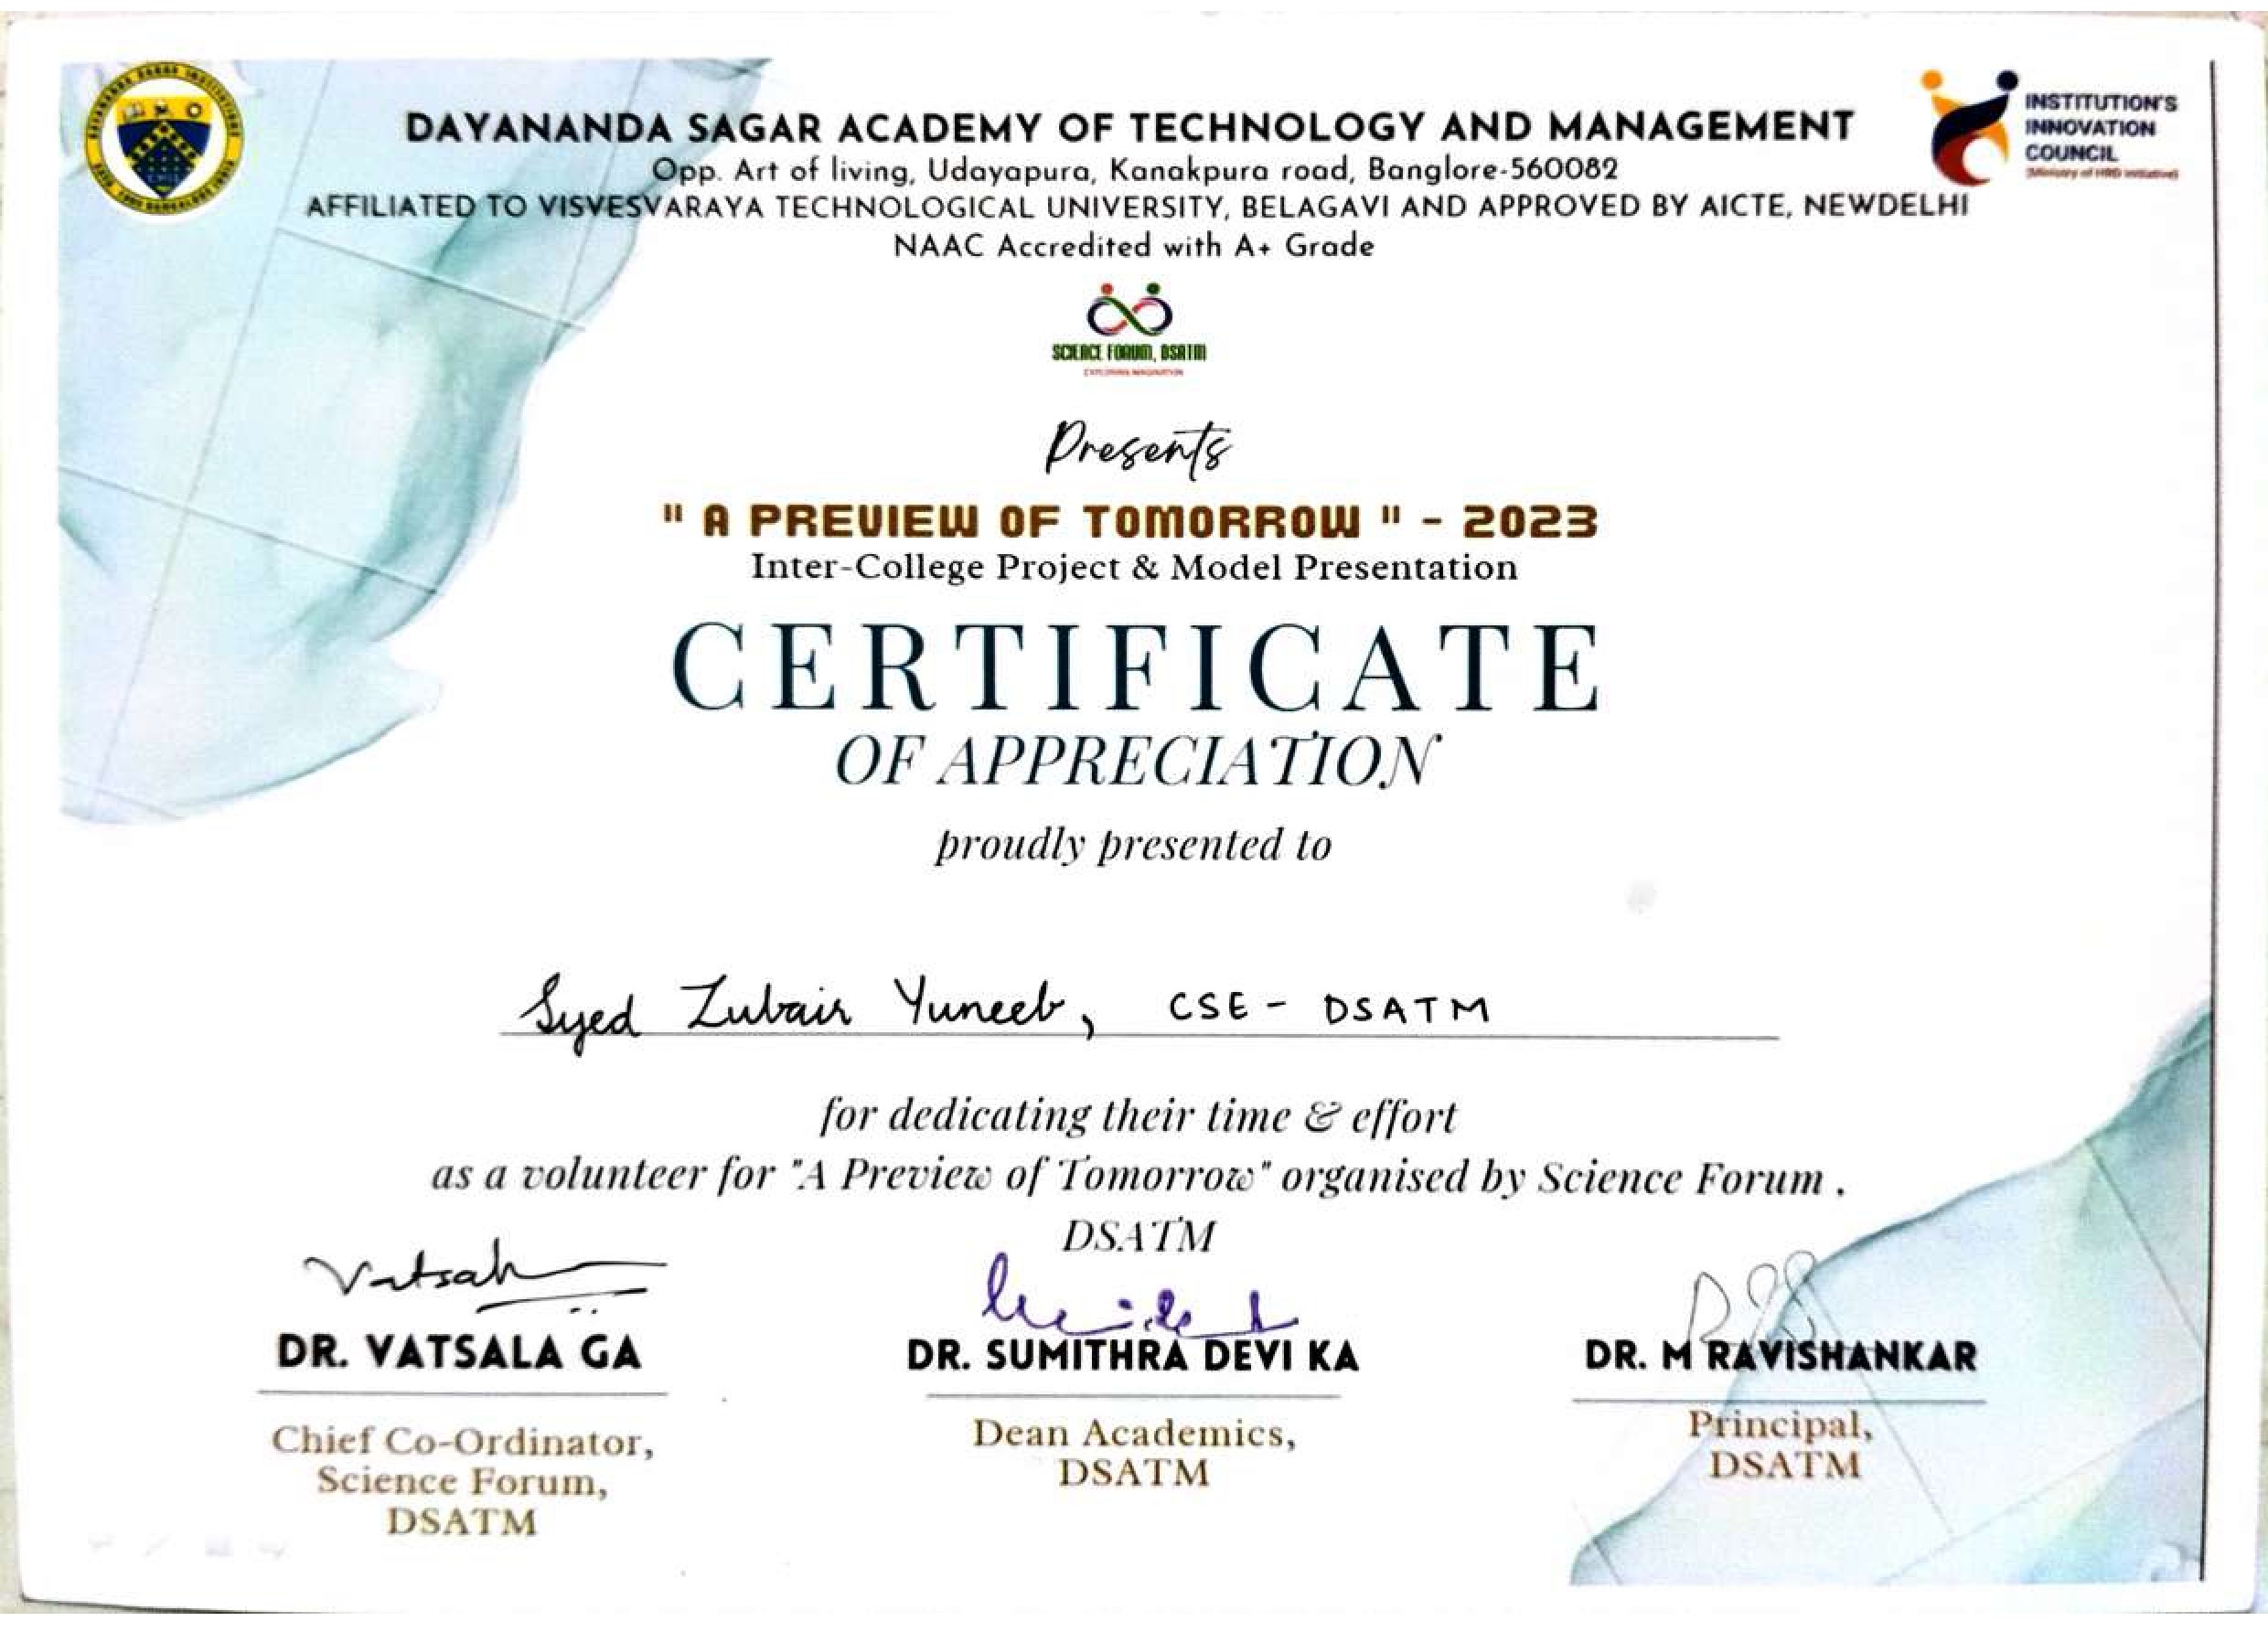 DAYANANDA SAGAR ACADEMY OF TECHNOLOGY AND MANAGEMENT
Opp. Art of living, Udayapura, Kanakpura road, Banglore-560082
AFFILIATED TO VISVESVARAYA TECHNOLOGICAL UNIVERSITY, BELAGAVI AND APPROVED BY AICTE, NEWDELHI
NAAC Accredited with A+ Grade
INSTITUTION'S
INNOVATION
COUNCIL
(Ministry of HRD initiative)
SCIENCE FORUM, DSATM
EXPLORING IMAGINATION
Presents
" A PREVIEW OF TOMORROW " - 2023
Inter-College Project & Model Presentation
CERTIFICATE
OF APPRECIATION
proudly presented to
Syed Zubair Yuneeb, CSE - DSATM
for dedicating their time & effort
as a volunteer for "A Preview of Tomorrow" organised by Science Forum ,
DSATM
Vatsala
DR. VATSALA GA
DR. SUMITHRA DEVI KA
DR. M RAVISHANKAR
Chief Co-Ordinator,
Science Forum,
DSATM
Dean Academics,
DSATM
Principal,
DSATM